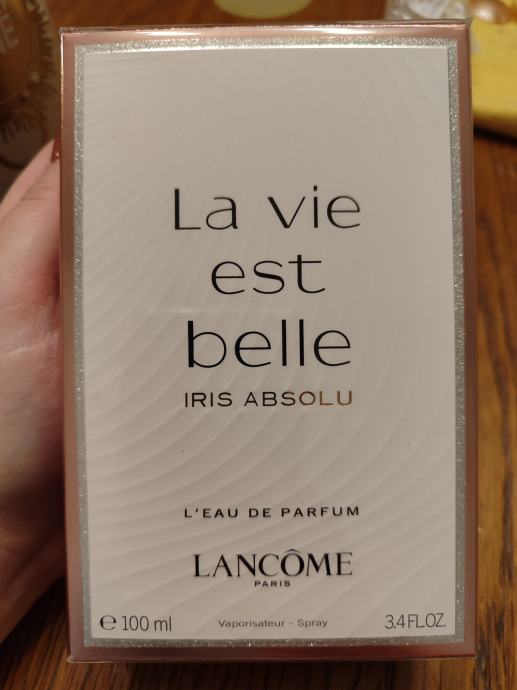 La vie
est
belle
IRIS ABSOLU
L'EAU DE PARFUM
LANCÔME
PARIS
℮ 100 ml Vaporisateur - Spray 3.4 FL.OZ.